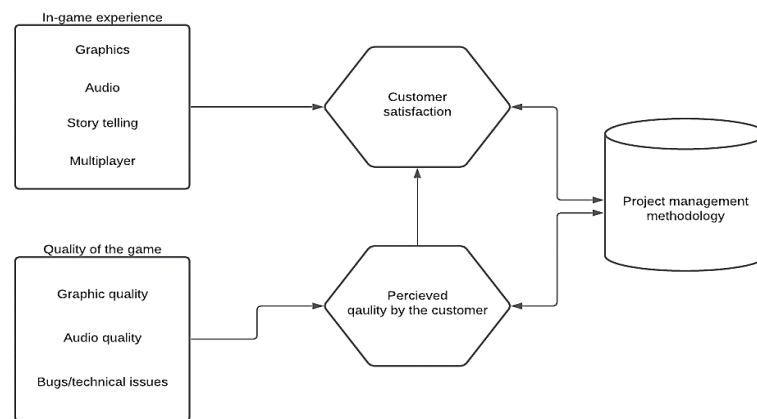 In-game experience
Graphics
Audio
Story telling
Multiplayer
Customer
satisfaction
Project management
methodology
Quality of the game
Graphic quality
Audio quality
Bugs/technical issues
Percieved
qaulity by the customer